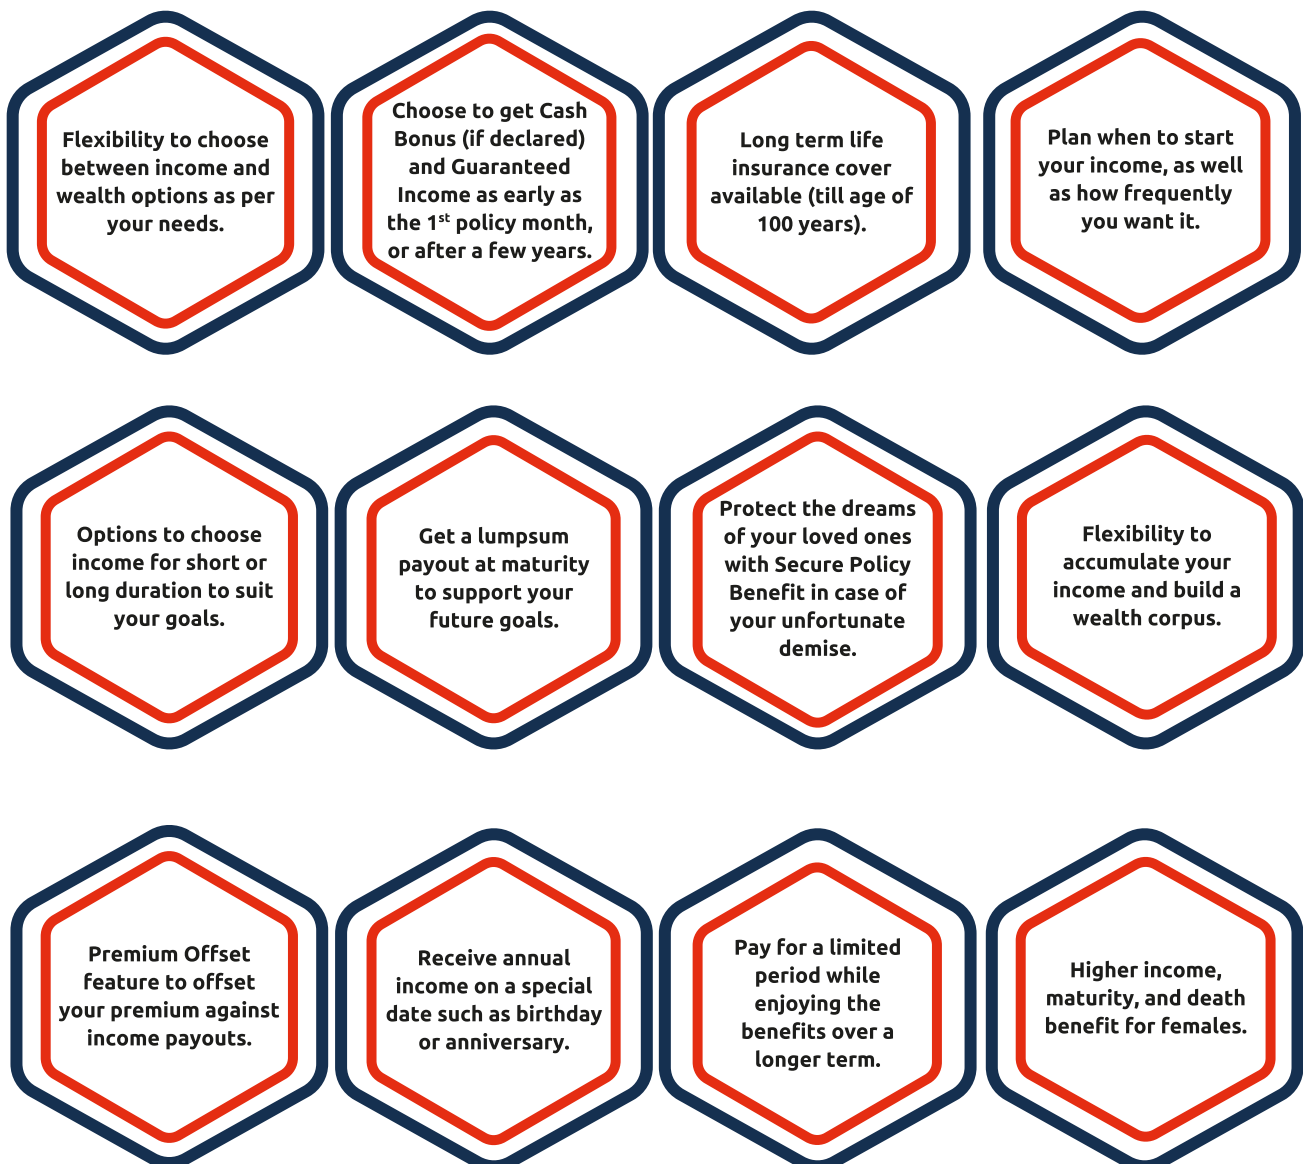 Flexibility to choose
between income and
wealth options as per
your needs.
Choose to get Cash
Bonus (if declared)
and Guaranteed
Income as early as
the 1st policy month,
or after a few years.
Long term life
insurance cover
available (till age of
100 years).
Plan when to start
your income, as well
as how frequently
you want it.
Options to choose
income for short or
long duration to suit
your goals.
Get a lumpsum
payout at maturity
to support your
future goals.
Protect the dreams
of your loved ones
with Secure Policy
Benefit in case of
your unfortunate
demise.
Flexibility to
accumulate your
income and build a
wealth corpus.
Premium Offset
feature to offset
your premium against
income payouts.
Receive annual
income on a special
date such as birthday
or anniversary.
Pay for a limited
period while
enjoying the
benefits over a
longer term.
Higher income,
maturity, and death
benefit for females.